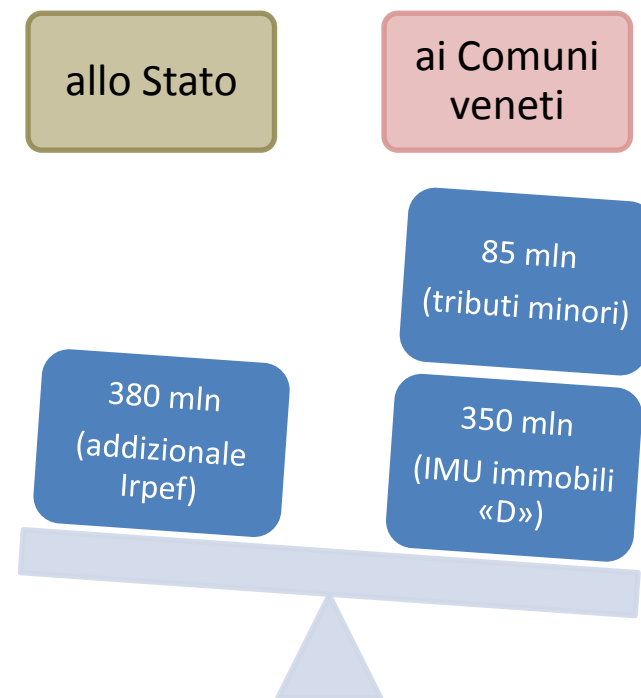 allo Stato
ai Comuni
veneti
85 mln
(tributi minori)
380 mln
(addizionale
Irpef)
350 mln
(IMU immobili
«D»)